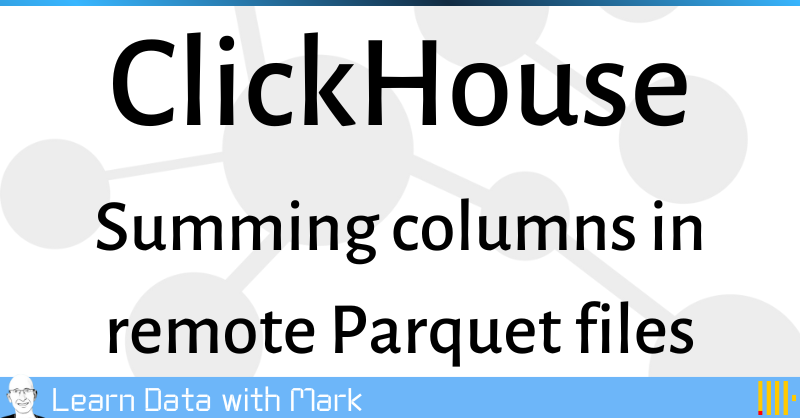 ClickHouse
Summing columns in
remote Parquet files
Learn Data with Mark